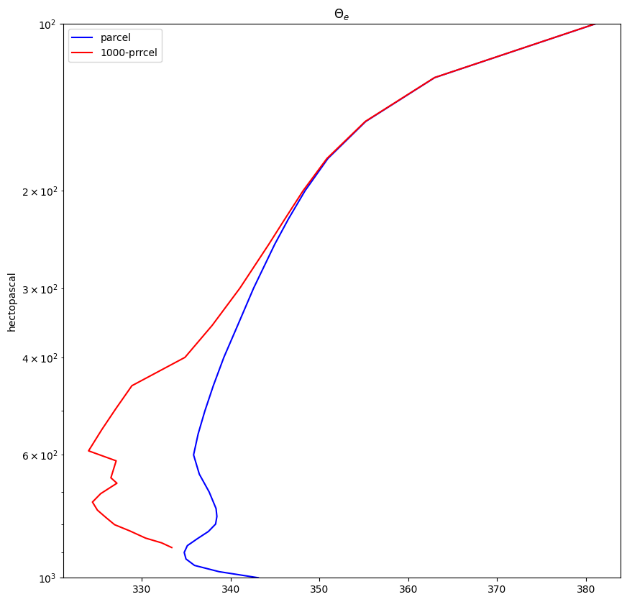 Θe
parcel
1000-prrcel
10²
2 × 10²
3 × 10²
4 × 10²
6 × 10²
10³
hectopascal
330 340 350 360 370 380